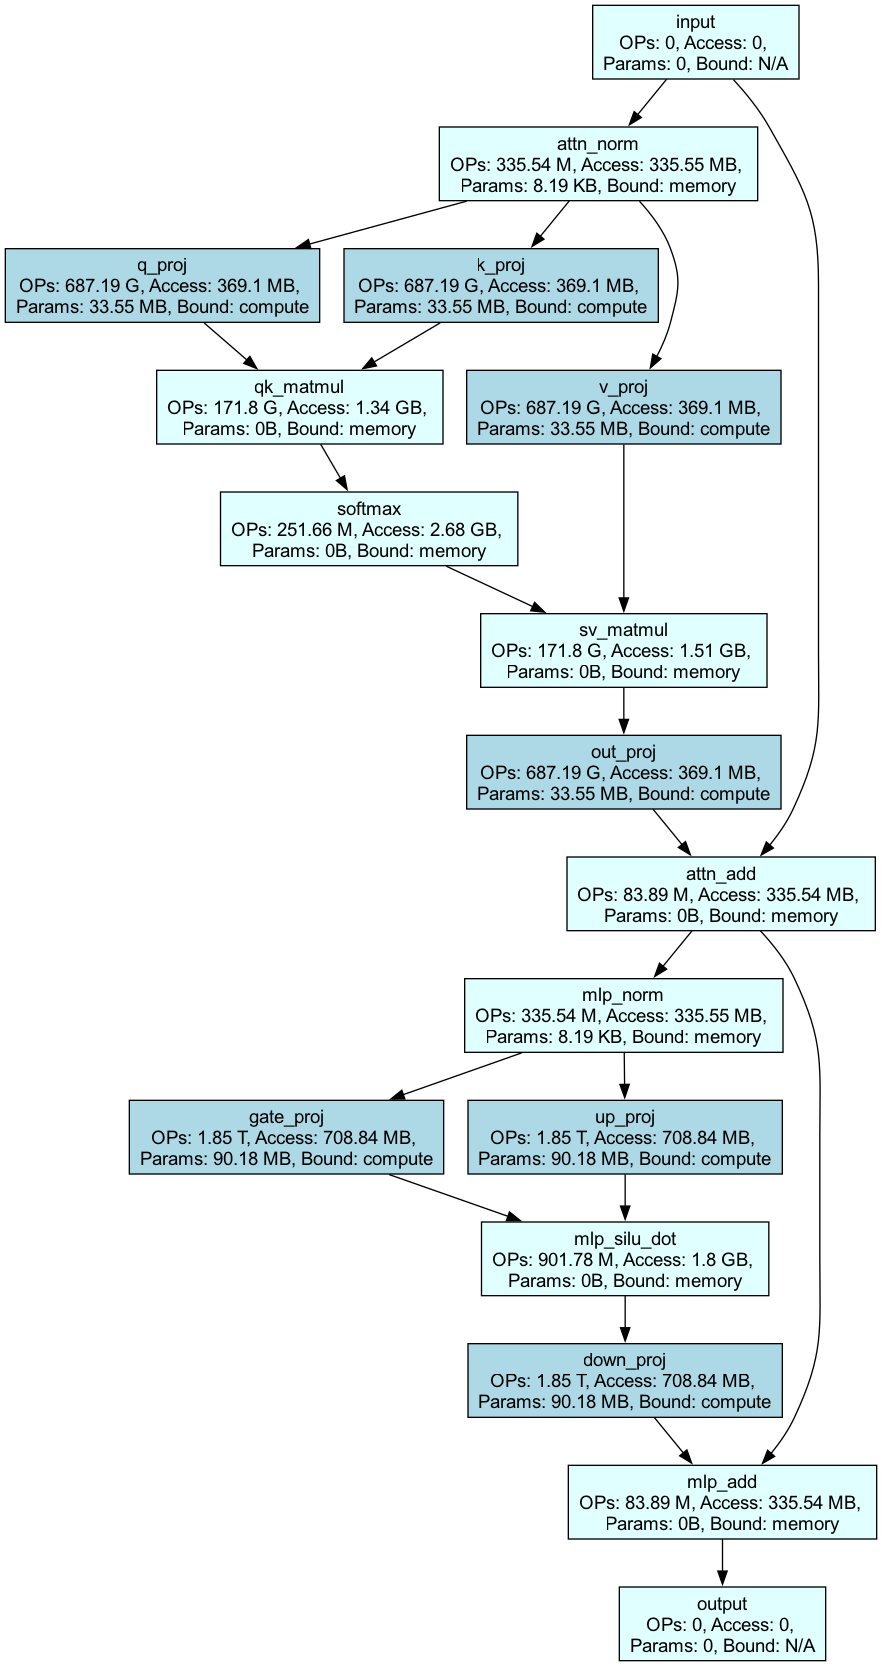 input
OPs: 0, Access: 0,
Params: 0, Bound: N/A
attn_norm
OPs: 335.54 M, Access: 335.55 MB,
Params: 8.19 KB, Bound: memory
q_proj
OPs: 687.19 G, Access: 369.1 MB,
Params: 33.55 MB, Bound: compute
k_proj
OPs: 687.19 G, Access: 369.1 MB,
Params: 33.55 MB, Bound: compute
qk_matmul
OPs: 171.8 G, Access: 1.34 GB,
Params: 0B, Bound: memory
v_proj
OPs: 687.19 G, Access: 369.1 MB,
Params: 33.55 MB, Bound: compute
softmax
OPs: 251.66 M, Access: 2.68 GB,
Params: 0B, Bound: memory
sv_matmul
OPs: 171.8 G, Access: 1.51 GB,
Params: 0B, Bound: memory
out_proj
OPs: 687.19 G, Access: 369.1 MB,
Params: 33.55 MB, Bound: compute
attn_add
OPs: 83.89 M, Access: 335.54 MB,
Params: 0B, Bound: memory
mlp_norm
OPs: 335.54 M, Access: 335.55 MB,
Params: 8.19 KB, Bound: memory
gate_proj
OPs: 1.85 T, Access: 708.84 MB,
Params: 90.18 MB, Bound: compute
up_proj
OPs: 1.85 T, Access: 708.84 MB,
Params: 90.18 MB, Bound: compute
mlp_silu_dot
OPs: 901.78 M, Access: 1.8 GB,
Params: 0B, Bound: memory
down_proj
OPs: 1.85 T, Access: 708.84 MB,
Params: 90.18 MB, Bound: compute
mlp_add
OPs: 83.89 M, Access: 335.54 MB,
Params: 0B, Bound: memory
output
OPs: 0, Access: 0,
Params: 0, Bound: N/A